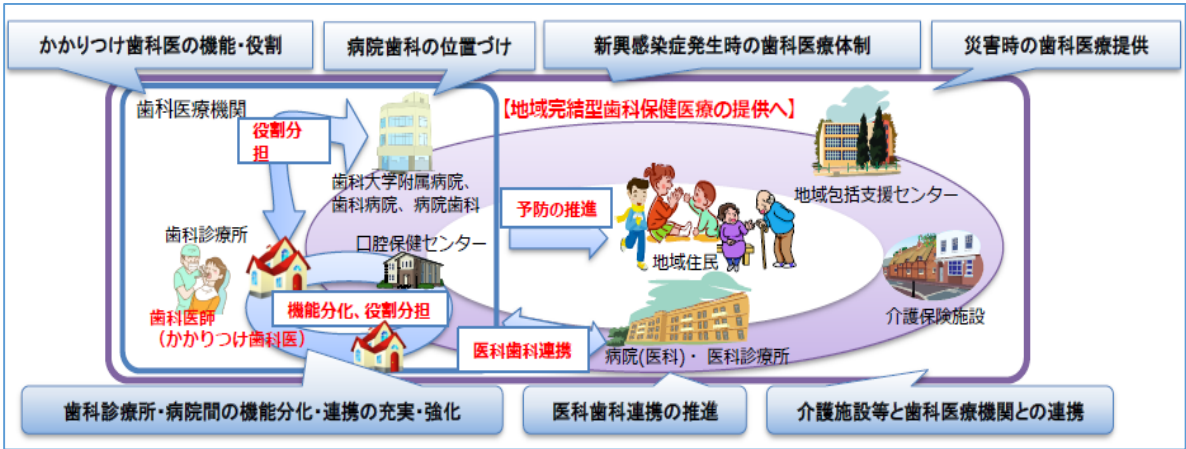 かかりつけ歯科医の機能・役割
病院歯科の位置づけ
新興感染症発生時の歯科医療体制
災害時の歯科医療提供
歯科医療機関
【地域完結型歯科保健医療の提供へ】
役割分
担
歯科大学附属病院、
歯科病院、病院歯科
地域包括支援センター
予防の推進
歯科診療所
口腔保健センター
地域住民
機能分化、役割分担
介護保険施設
歯科医師
（かかりつけ歯科医）
医科歯科連携
病院(医科)・ 医科診療所
歯科診療所・病院間の機能分化・連携の充実・強化
医科歯科連携の推進
介護施設等と歯科医療機関との連携